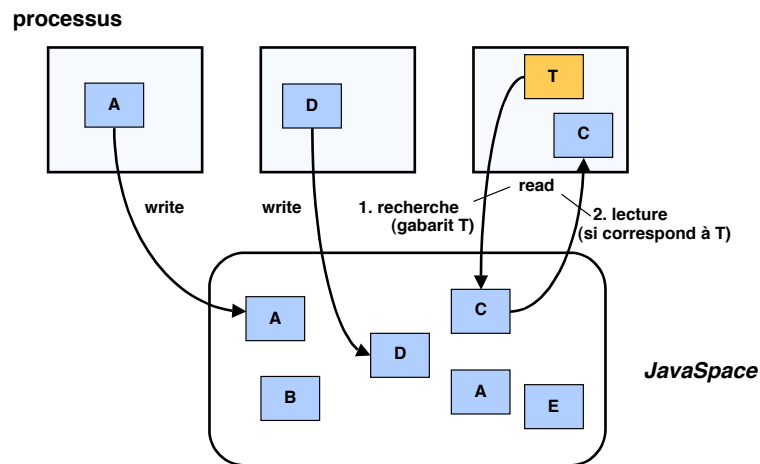 processus
A
D
T
C
write
write
read
1. recherche
(gabarit T)
2. lecture
(si correspond à T)
A
C
D
B
A
E
JavaSpace